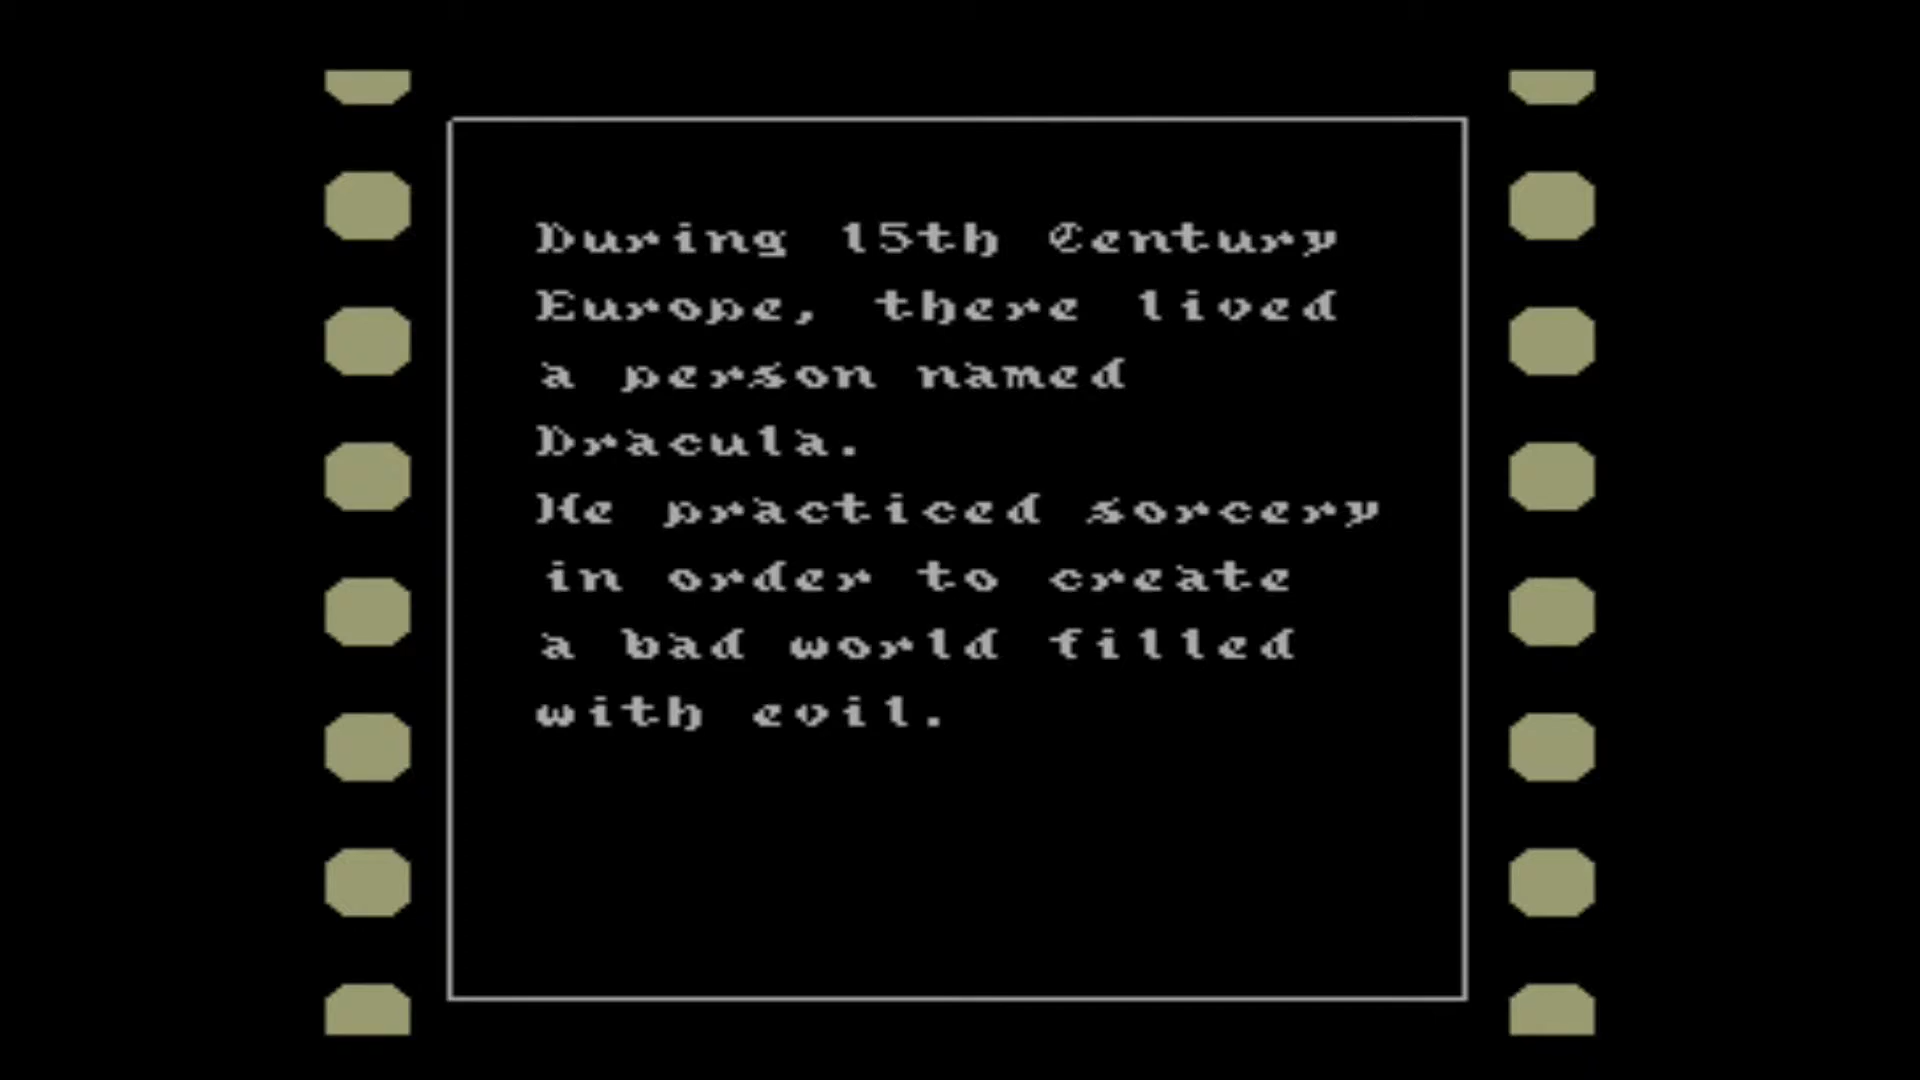 During 15th Century
Europe, there lived
a person named
Dracula.
He practiced sorcery
in order to create
a bad world filled
with evil.